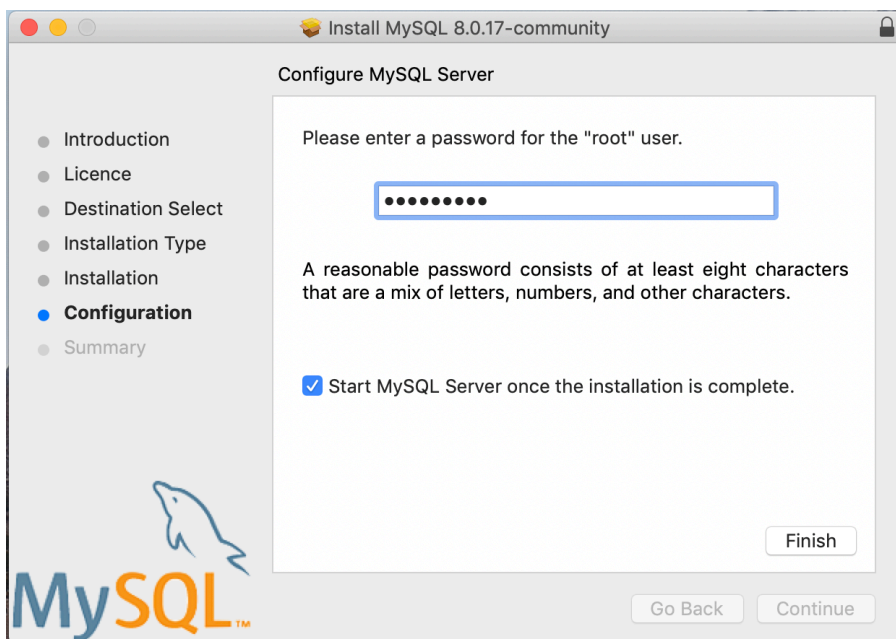 Install MySQL 8.0.17-community
Configure MySQL Server
Introduction
Licence
Destination Select
Installation Type
Installation
Configuration
Summary
Please enter a password for the "root" user.
•••••••••
A reasonable password consists of at least eight characters
that are a mix of letters, numbers, and other characters.
Start MySQL Server once the installation is complete.
Finish
MySQL™
Go Back
Continue